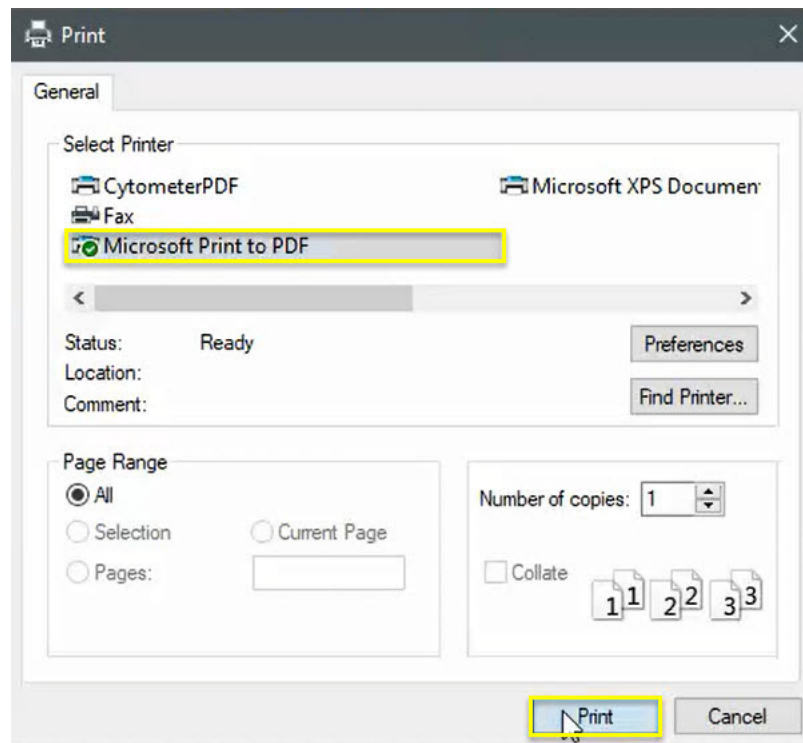 Print
General
Select Printer
CytometerPDF
Microsoft XPS Documen
Fax
Microsoft Print to PDF
Status: Ready
Location:
Comment:
Preferences
Find Printer...
Page Range
All
Selection
Current Page
Pages:
Number of copies: 1
Collate
1 1 2 2 3 3
Print
Cancel